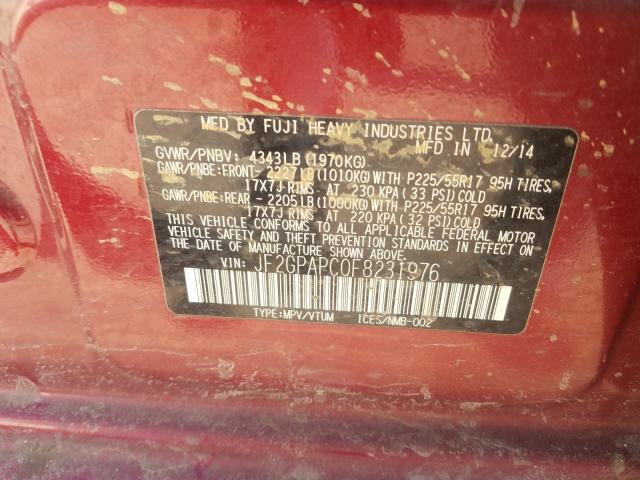 MFD BY FUJI HEAVY INDUSTRIES LTD.
MFD IN 12/14
GVWR/PNBV: 4343LB (1970KG)
GAWR/PNBE:FRONT- 2227LB(1010KG)WITH P225/55R17 95H TIRES,
17X7J RIMS AT 230 KPA(33 PSI)COLD
GAWR/PNBE:REAR - 2205LB(1000KG)WITH P225/55R17 95H TIRES,
17X7J RIMS AT 220 KPA(32 PSI)COLD
THIS VEHICLE CONFORMS TO ALL APPLICABLE FEDERAL MOTOR
VEHICLE SAFETY AND THEFT PREVENTION STANDARDS IN EFFECT
ON THE DATE OF MANUFACTURE SHOWN ABOVE.
VIN: JF2GPAPC0F8231976
TYPE:MPV/VTUM ICES/NMB-002